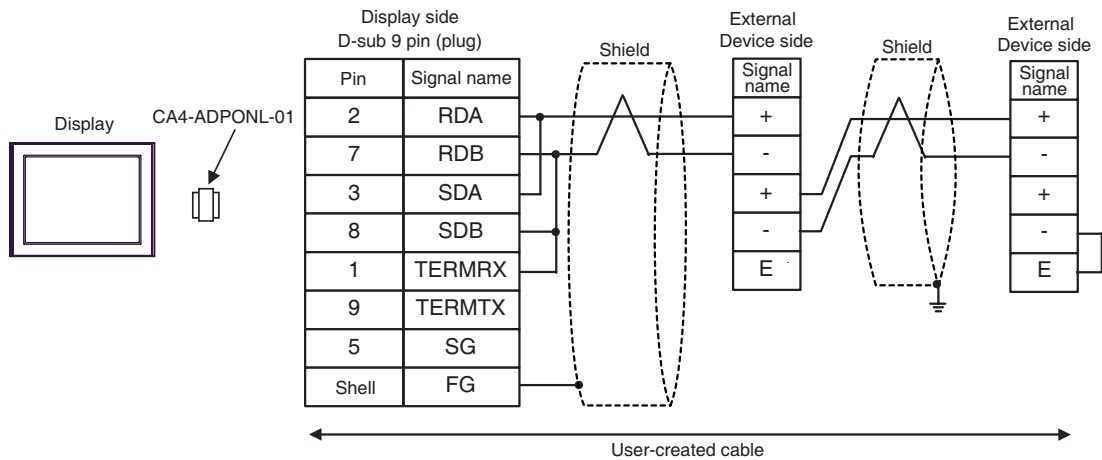 Display side
D-sub 9 pin (plug)
Shield
External
Device side
Shield
External
Device side
Display
CA4-ADPONL-01
Pin Signal name
2 RDA
7 RDB
3 SDA
8 SDB
1 TERMRX
9 TERMTX
5 SG
Shell FG
Signal
name
+
-
+
-
E
Signal
name
+
-
+
-
E
User-created cable